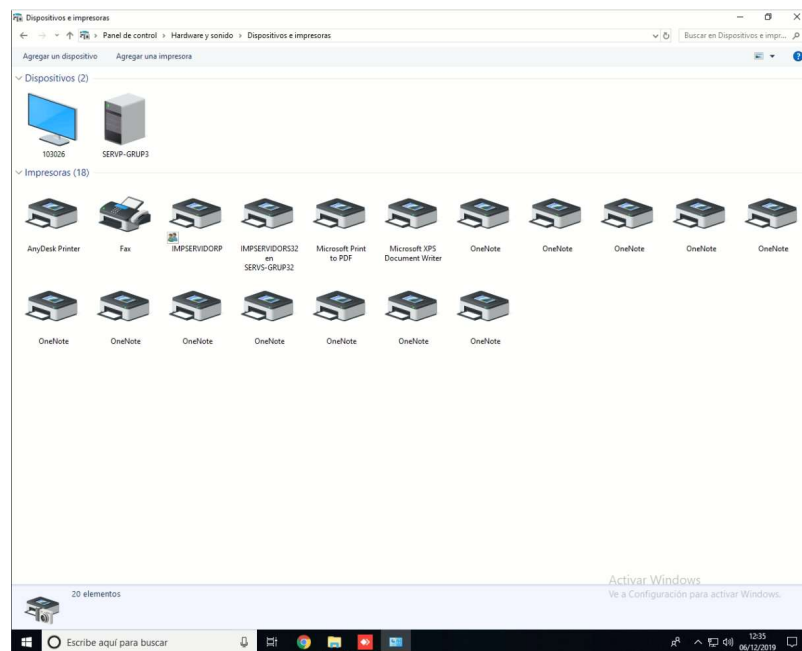 Dispositivos e impresoras
Panel de control > Hardware y sonido > Dispositivos e impresoras
Buscar en Dispositivos e impr...
Agregar un dispositivo Agregar una impresora
Dispositivos (2)
103026 SERVP-GRUP3
Impresoras (18)
AnyDesk Printer Fax IMPSERVIDORP IMPSERVIDORS32 en SERVS-GRUP32 Microsoft Print to PDF Microsoft XPS Document Writer OneNote OneNote OneNote OneNote OneNote
OneNote OneNote OneNote OneNote OneNote OneNote OneNote
20 elementos
Activar Windows
Ve a Configuración para activar Windows.
Escribe aquí para buscar
12:35
06/12/2019